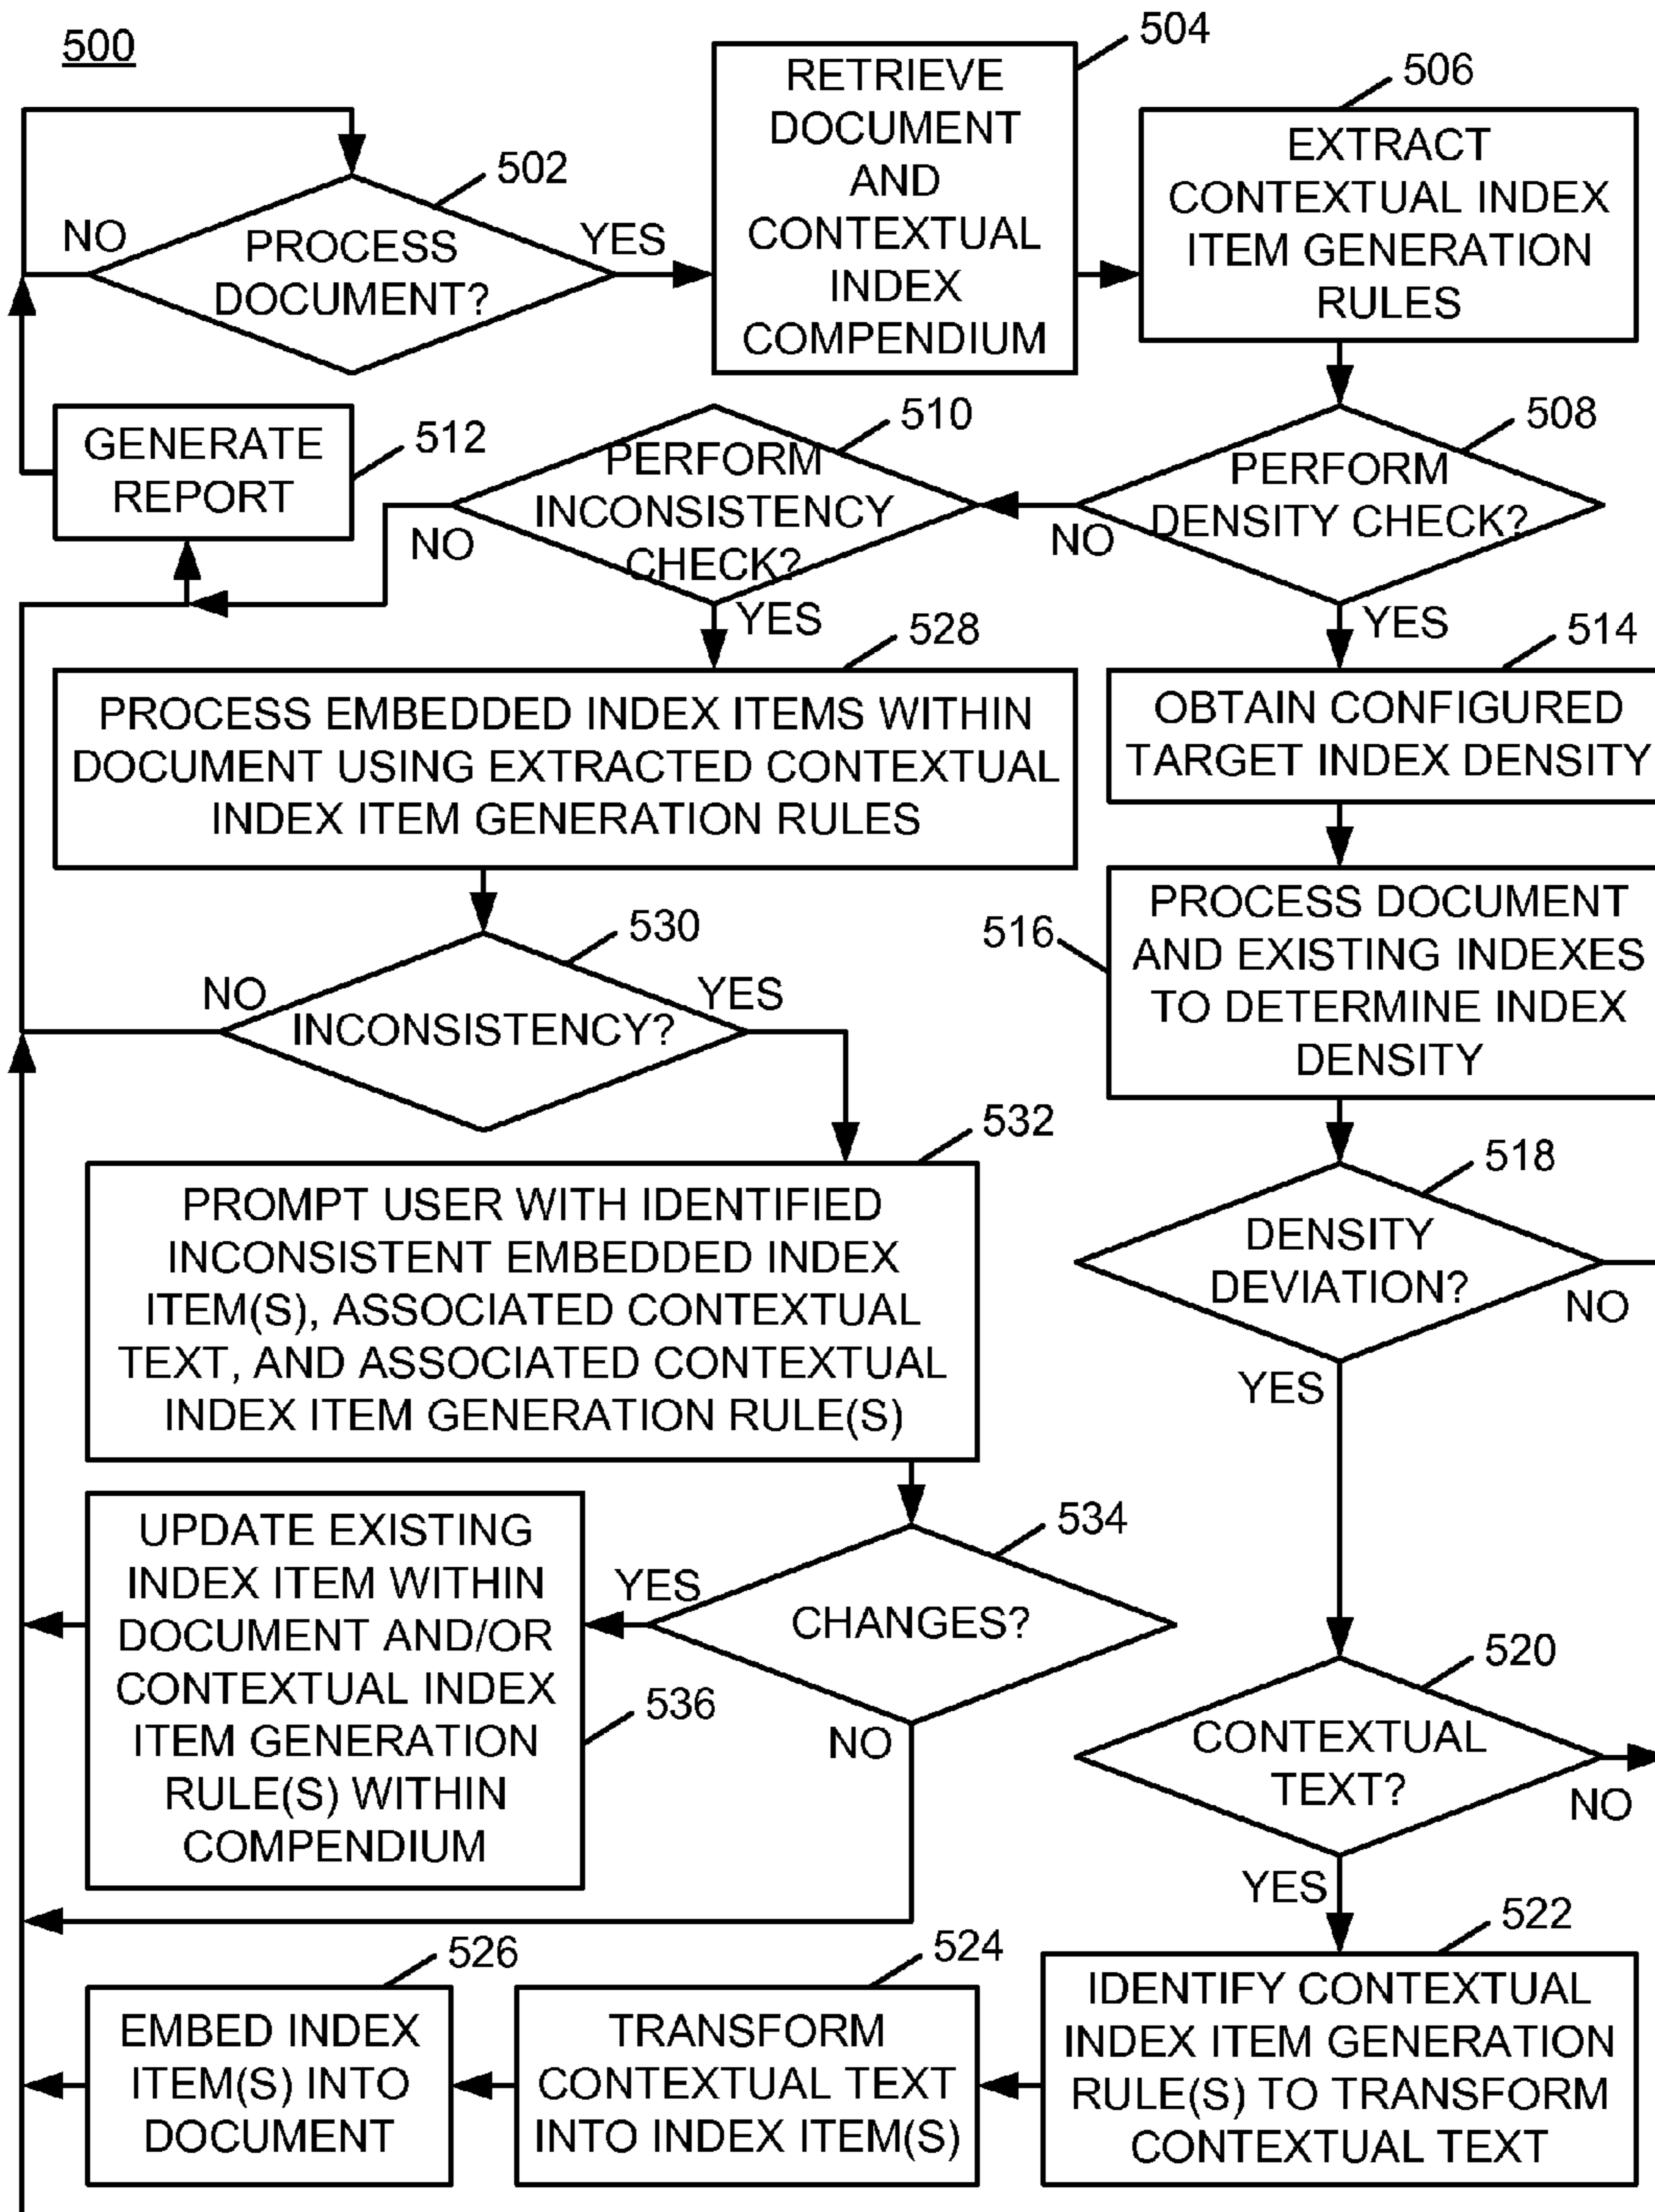 500
504
RETRIEVE
DOCUMENT
AND
CONTEXTUAL
INDEX
COMPENDIUM
506
EXTRACT
CONTEXTUAL INDEX
ITEM GENERATION
RULES
502
NO
PROCESS
DOCUMENT?
YES
512
GENERATE
REPORT
510
PERFORM
INCONSISTENCY
CHECK?
NO
YES
508
PERFORM
DENSITY CHECK?
NO
YES
528
PROCESS EMBEDDED INDEX ITEMS WITHIN
DOCUMENT USING EXTRACTED CONTEXTUAL
INDEX ITEM GENERATION RULES
514
OBTAIN CONFIGURED
TARGET INDEX DENSITY
530
NO
YES
INCONSISTENCY?
516
PROCESS DOCUMENT
AND EXISTING INDEXES
TO DETERMINE INDEX
DENSITY
532
PROMPT USER WITH IDENTIFIED
INCONSISTENT EMBEDDED INDEX
ITEM(S), ASSOCIATED CONTEXTUAL
TEXT, AND ASSOCIATED CONTEXTUAL
INDEX ITEM GENERATION RULE(S)
518
DENSITY
DEVIATION?
NO
YES
534
YES
CHANGES?
NO
UPDATE EXISTING
INDEX ITEM WITHIN
DOCUMENT AND/OR
CONTEXTUAL INDEX
ITEM GENERATION
RULE(S) WITHIN
COMPENDIUM
536
520
CONTEXTUAL
TEXT?
NO
YES
526
EMBED INDEX
ITEM(S) INTO
DOCUMENT
524
TRANSFORM
CONTEXTUAL TEXT
INTO INDEX ITEM(S)
522
IDENTIFY CONTEXTUAL
INDEX ITEM GENERATION
RULE(S) TO TRANSFORM
CONTEXTUAL TEXT